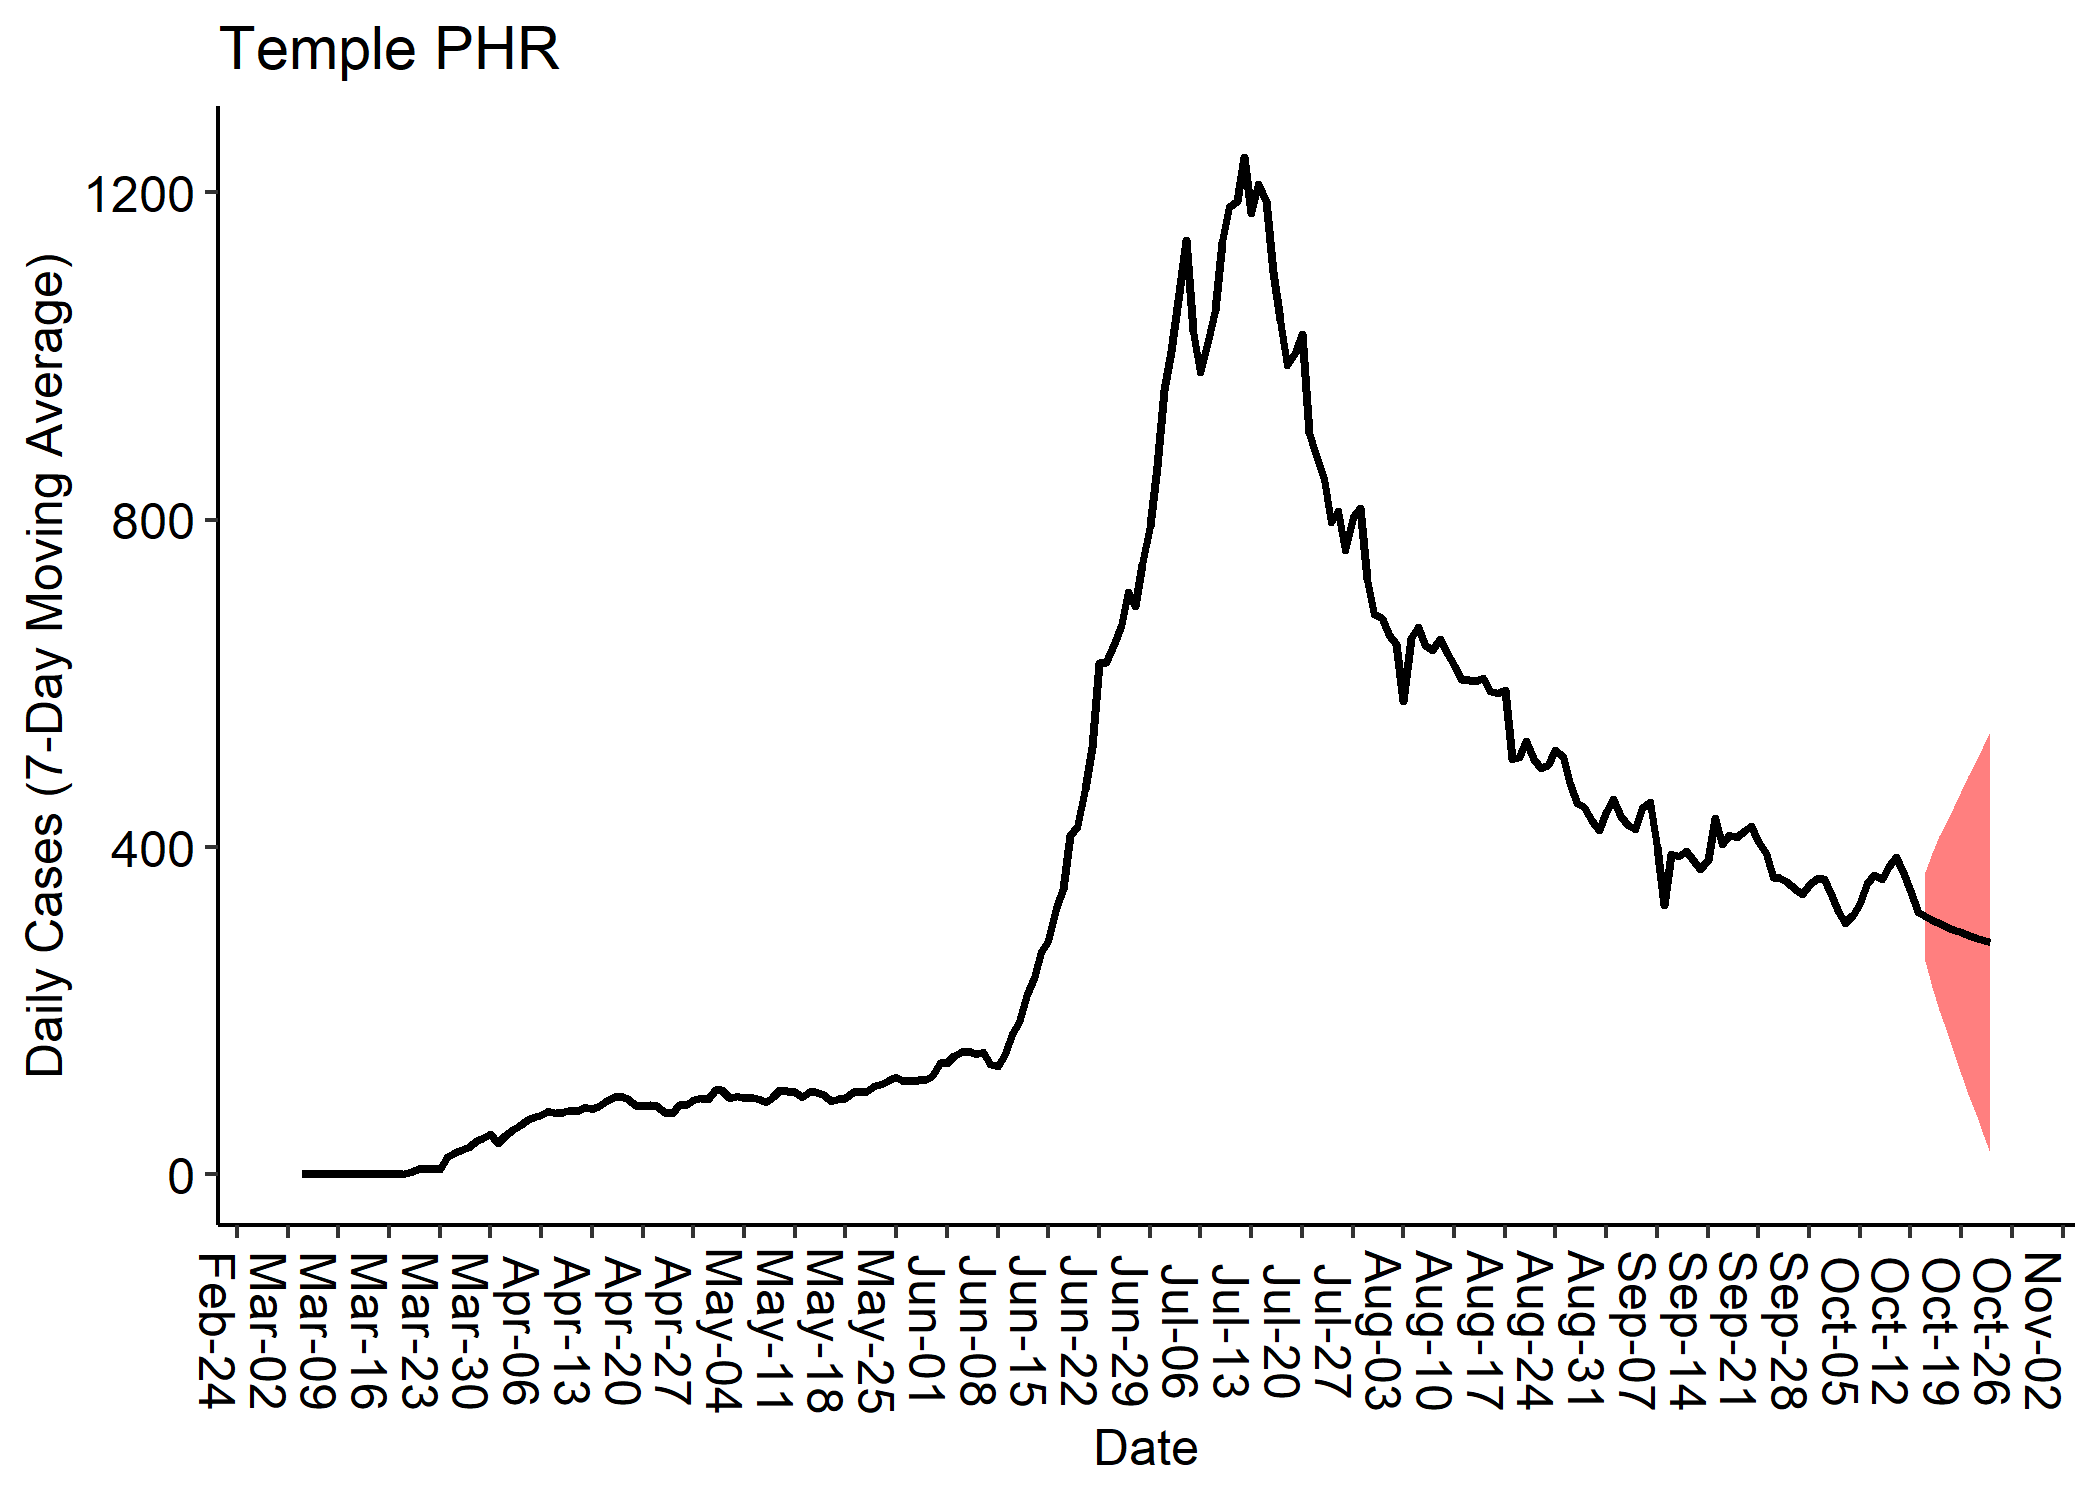 Temple PHR
Daily Cases (7-Day Moving Average)
1200
800
400
0
Feb-24
Mar-02
Mar-09
Mar-16
Mar-23
Mar-30
Apr-06
Apr-13
Apr-20
Apr-27
May-04
May-11
May-18
May-25
Jun-01
Jun-08
Jun-15
Jun-22
Jun-29
Jul-06
Jul-13
Jul-20
Jul-27
Aug-03
Aug-10
Aug-17
Aug-24
Aug-31
Sep-07
Sep-14
Sep-21
Sep-28
Oct-05
Oct-12
Oct-19
Oct-26
Nov-02
Date